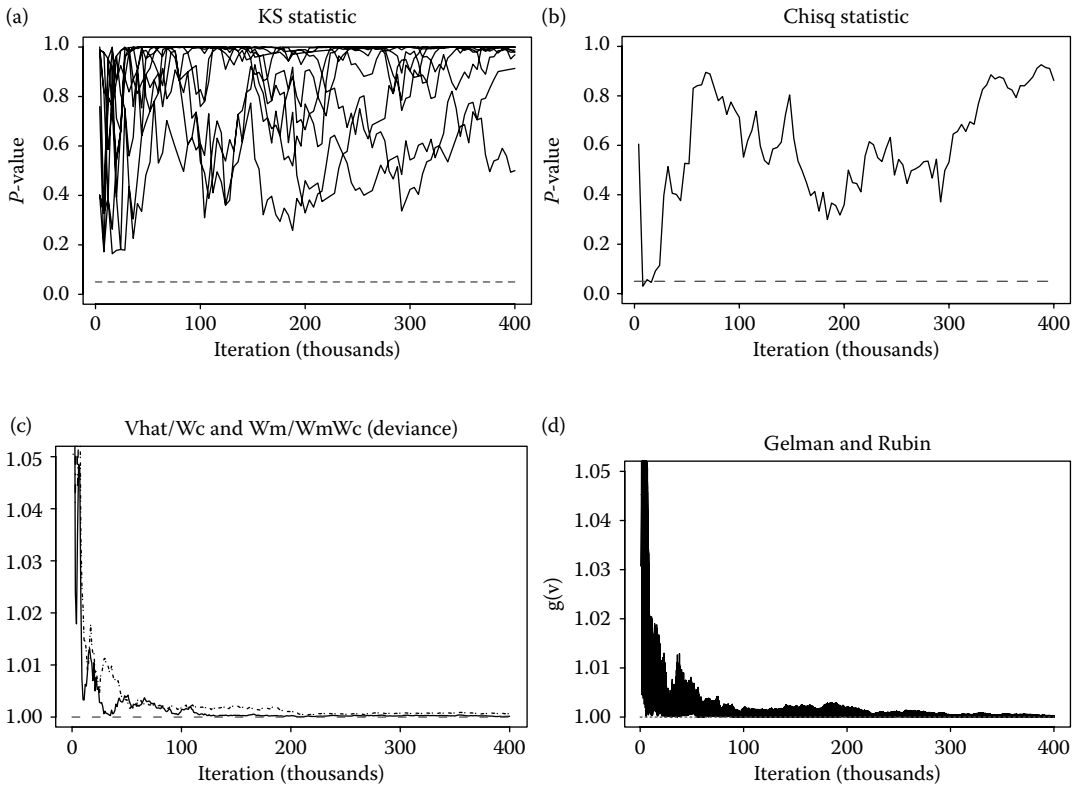 (a)
KS statistic
1.0
0.8
0.6
0.4
0.2
0.0
P-value
0
100
200
300
400
Iteration (thousands)
(b)
Chisq statistic
1.0
0.8
0.6
0.4
0.2
0.0
P-value
0
100
200
300
400
Iteration (thousands)
(c)
Vhat/Wc and Wm/WmWc (deviance)
1.05
1.04
1.03
1.02
1.01
1.00
0
100
200
300
400
Iteration (thousands)
(d)
Gelman and Rubin
1.05
1.04
1.03
1.02
1.01
1.00
g(v)
0
100
200
300
400
Iteration (thousands)